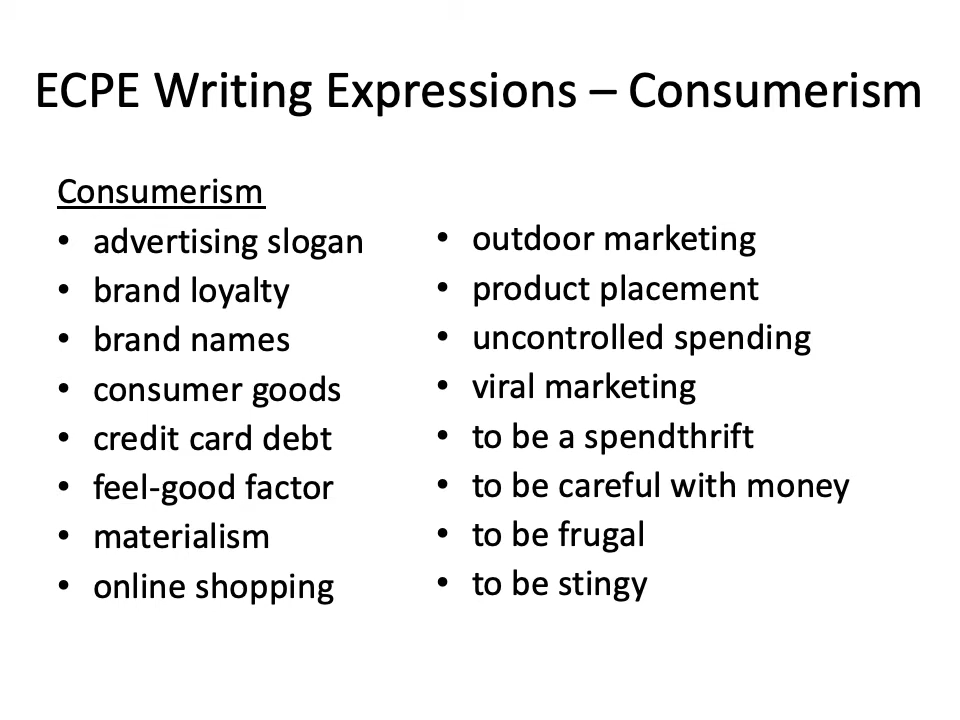 ECPE Writing Expressions – Consumerism
Consumerism
• advertising slogan
• brand loyalty
• brand names
• consumer goods
• credit card debt
• feel-good factor
• materialism
• online shopping
• outdoor marketing
• product placement
• uncontrolled spending
• viral marketing
• to be a spendthrift
• to be careful with money
• to be frugal
• to be stingy